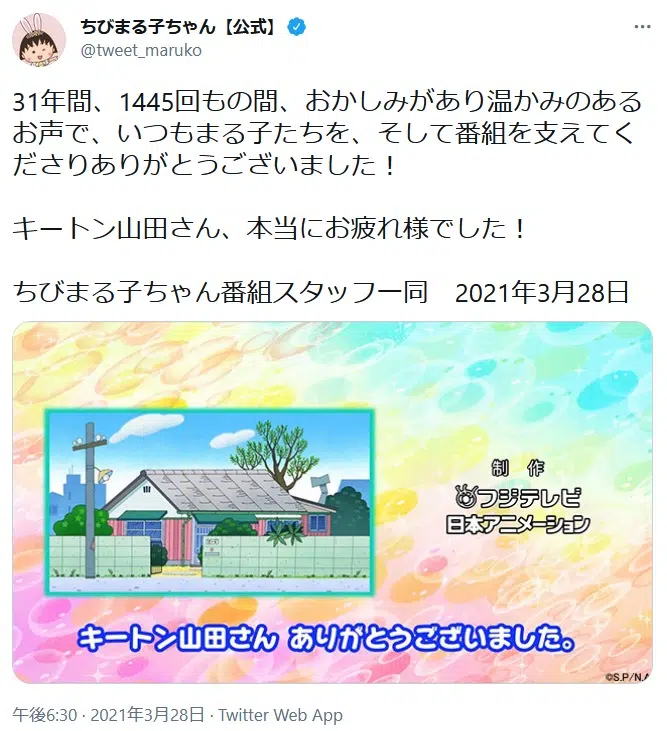 ちびまる子ちゃん【公式】
@tweet_maruko
31年間、1445回もの間、おかしみがあり温かみのある
お声で、いつもまる子たちを、そして番組を支えてく
ださりありがとうございました！
キートン山田さん、本当にお疲れ様でした！
ちびまる子ちゃん番組スタッフ一同　2021年3月28日
制 作
フジテレビ
日本アニメーション
キートン山田さん ありがとうございました。
©S.P/N.A
午後6:30 · 2021年3月28日 · Twitter Web App